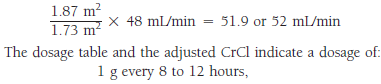 1.87 m²
1.73 m² × 48 mL/min = 51.9 or 52 mL/min
The dosage table and the adjusted CrCl indicate a dosage of:
1 g every 8 to 12 hours,